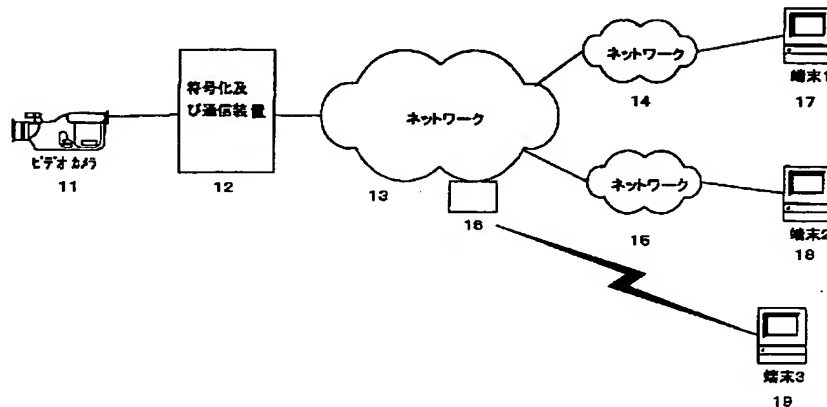 ビデオカメラ
11
符号化及
び通信装置
12
ネットワーク
13
16
ネットワーク
14
ネットワーク
15
端末1
17
端末2
18
端末3
19